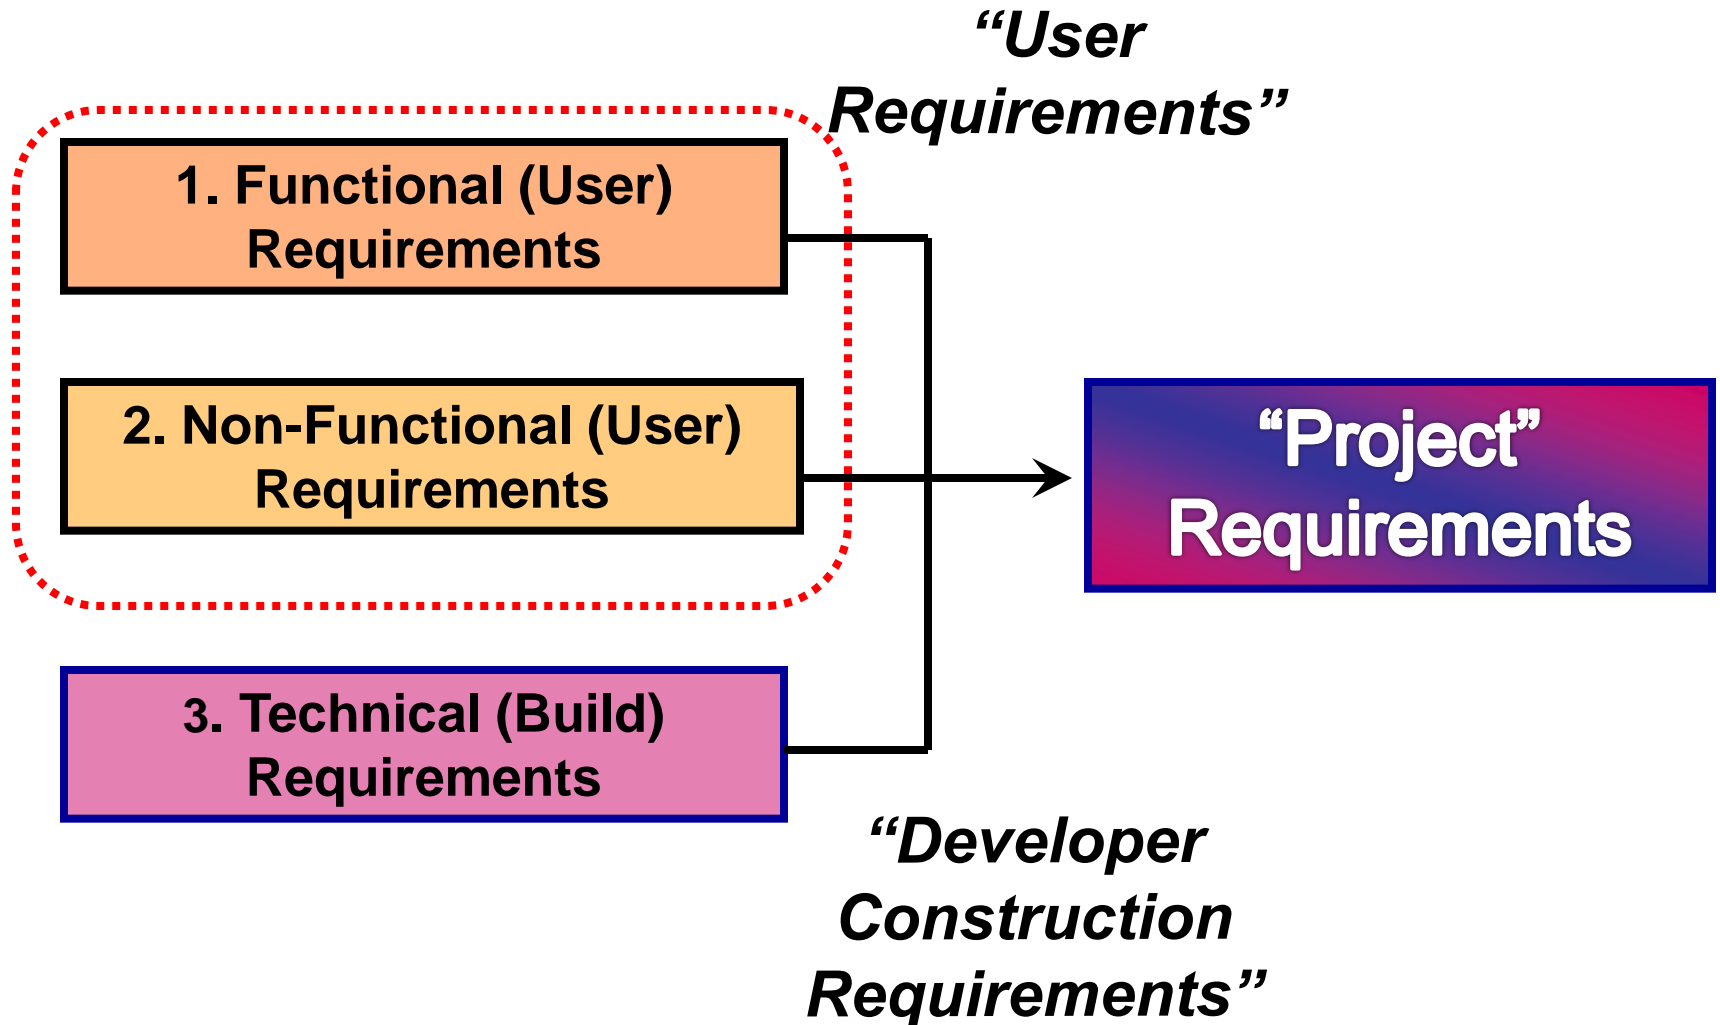 “User
Requirements”
1. Functional (User)
Requirements
2. Non-Functional (User)
Requirements
“Project”
Requirements
3. Technical (Build)
Requirements
“Developer
Construction
Requirements”